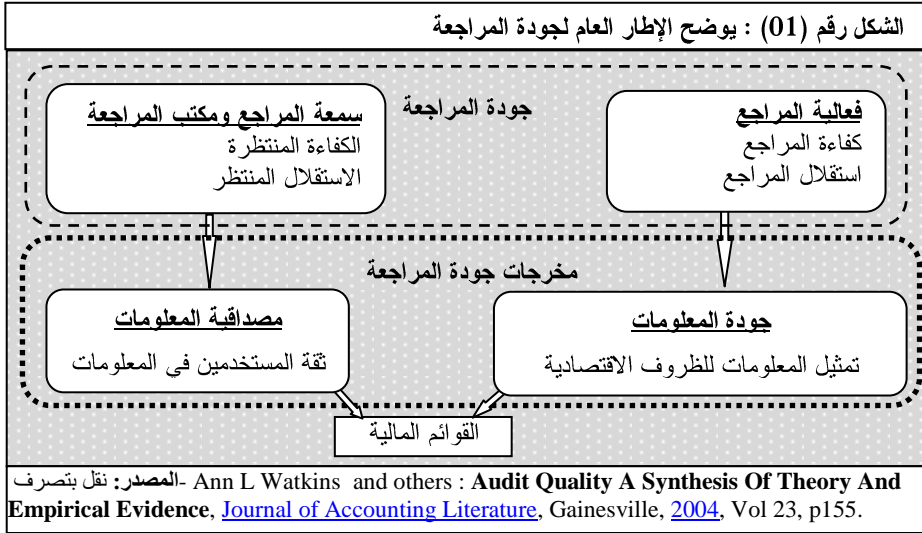 الشكل رقم (01) : يوضح الإطار العام لجودة المراجعة
جودة المراجعة
فعالية المراجع
كفاءة المراجع
استقلال المراجع
سمعة المراجع ومكتب المراجعة
الكفاءة المنتظرة
الاستقلال المنتظر
مخرجات جودة المراجعة
جودة المعلومات
تمثيل المعلومات للظروف الاقتصادية
مصداقية المعلومات
ثقة المستخدمين في المعلومات
القوائم المالية
المصدر: نقل بتصرف- Ann L Watkins and others : Audit Quality A Synthesis Of Theory And
Empirical Evidence, Journal of Accounting Literature, Gainesville, 2004, Vol 23, p155.